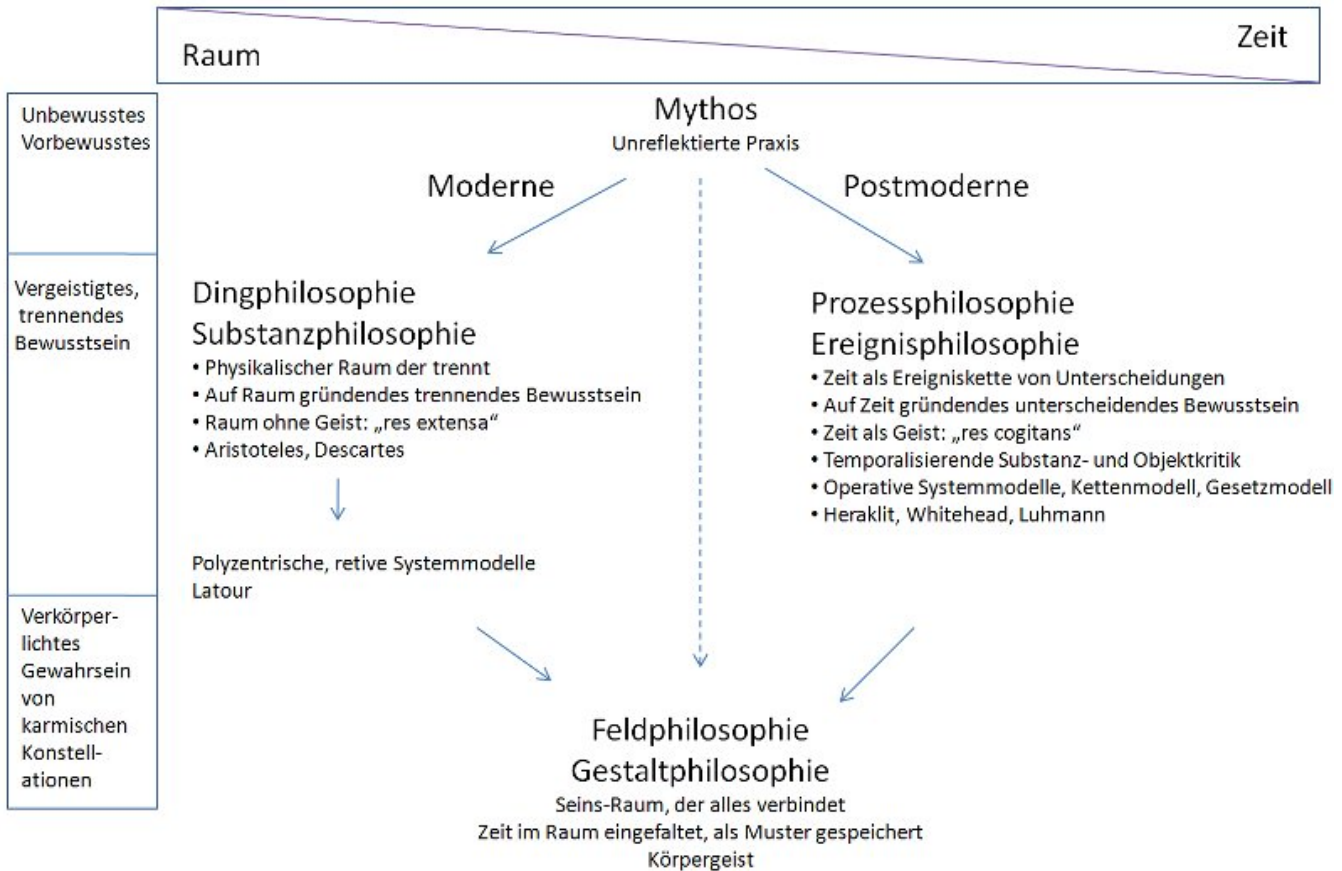 Raum
Zeit
Unbewusstes
Vorbewusstes
Mythos
Unreflektierte Praxis
Moderne
Postmoderne
Vergeistigtes,
trennendes
Bewusstsein
Dingphilosophie
Substanzphilosophie
• Physikalischer Raum der trennt
• Auf Raum gründendes trennendes Bewusstsein
• Raum ohne Geist: „res extensa“
• Aristoteles, Descartes
Polyzentrische, retive Systemmodelle
Latour
Prozessphilosophie
Ereignisphilosophie
• Zeit als Ereigniskette von Unterscheidungen
• Auf Zeit gründendes unterscheidendes Bewusstsein
• Zeit als Geist: „res cogitans“
• Temporalisierende Substanz- und Objektkritik
• Operative Systemmodelle, Kettenmodell, Gesetzmodell
• Heraklit, Whitehead, Luhmann
Verkörper-
lichtes
Gewahrsein
von
karmischen
Konstell-
ationen
Feldphilosophie
Gestaltphilosophie
Seins-Raum, der alles verbindet
Zeit im Raum eingefaltet, als Muster gespeichert
Körpergeist